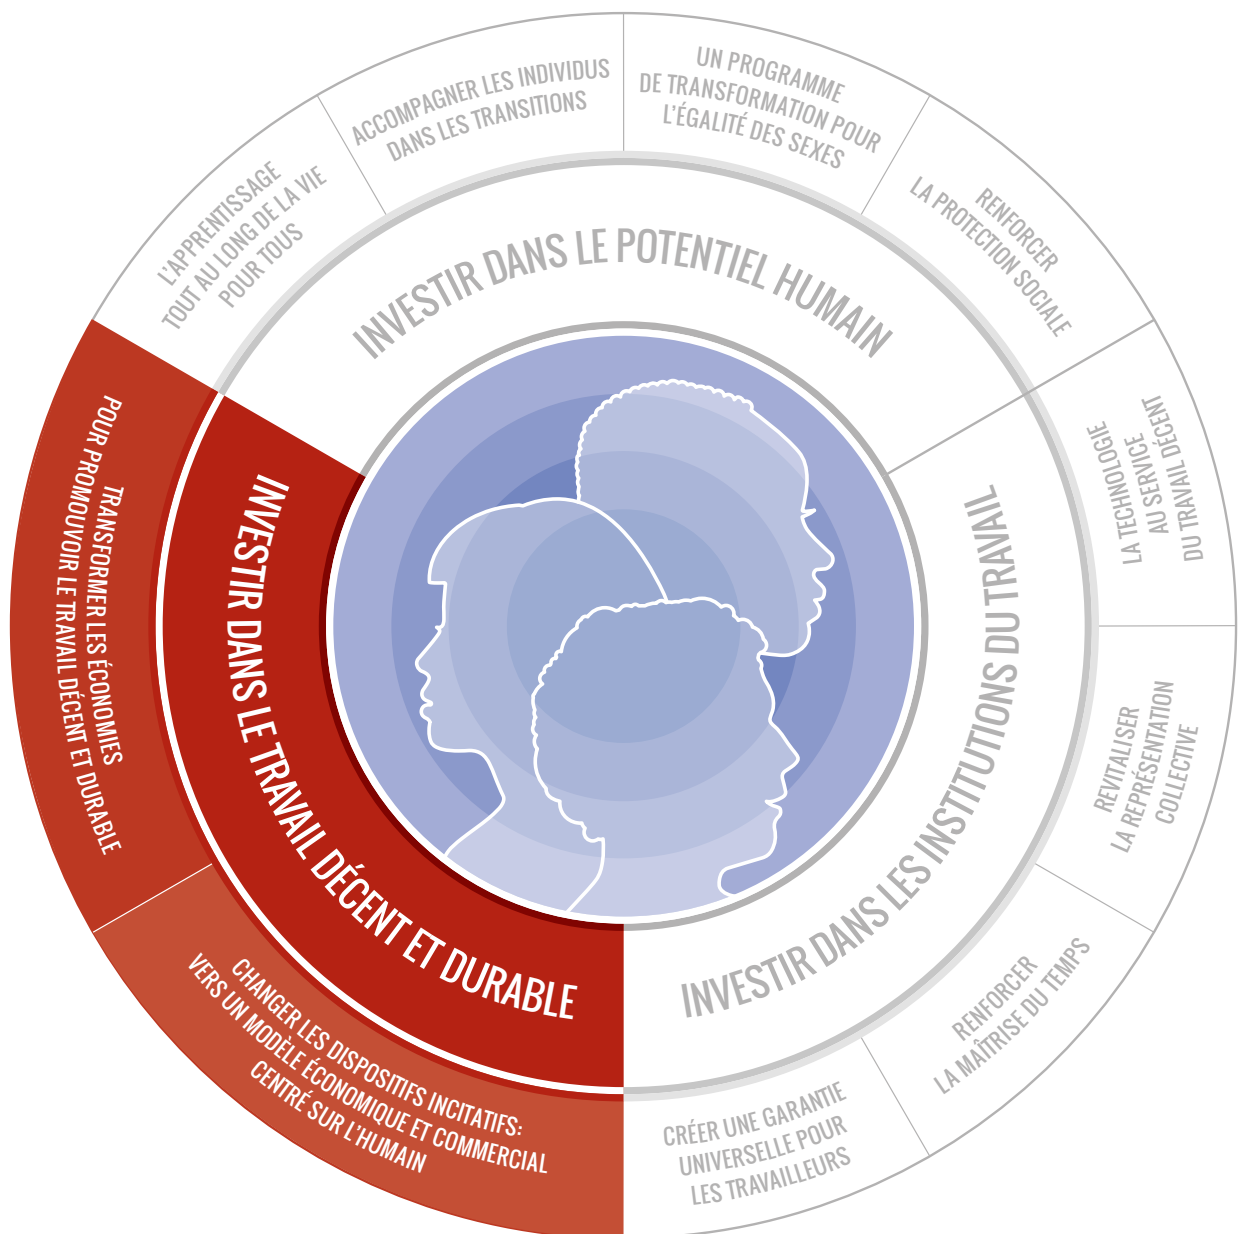 ACCOMPAGNER LES INDIVIDUS
DANS LES TRANSITIONS
UN PROGRAMME
DE TRANSFORMATION POUR
L'ÉGALITÉ DES SEXES
RENFORCER
LA PROTECTION SOCIALE
L'APPRENTISSAGE
TOUT AU LONG DE LA VIE
POUR TOUS
INVESTIR DANS LE POTENTIEL HUMAIN
LA TECHNOLOGIE
AU SERVICE
DU TRAVAIL DÉCENT
REVITALISER
LA REPRÉSENTATION
COLLECTIVE
RENFORCER
LA MAÎTRISE DU TEMPS
CRÉER UNE GARANTIE
UNIVERSELLE POUR
LES TRAVAILLEURS
INVESTIR DANS LES INSTITUTIONS DU TRAVAIL
TRANSFORMER LES ÉCONOMIES
POUR PROMOUVOIR LE TRAVAIL DÉCENT ET DURABLE
CHANGER LES DISPOSITIFS INCITATIFS:
VERS UN MODÈLE ÉCONOMIQUE ET COMMERCIAL
CENTRÉ SUR L'HUMAIN
INVESTIR DANS LE TRAVAIL DÉCENT ET DURABLE